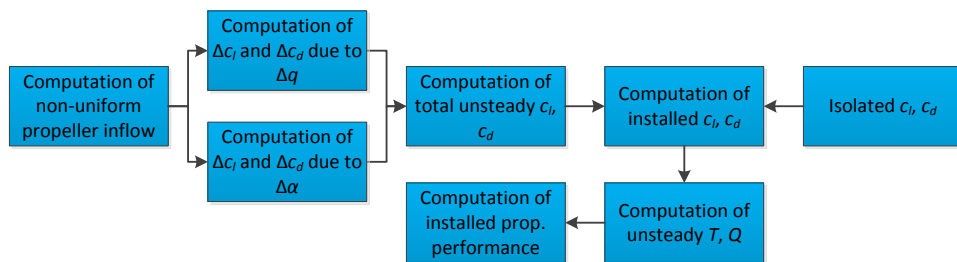 Computation of
non-uniform
propeller inflow
Computation of
Δcl and Δcd due to
Δq
Computation of
Δcl and Δcd due to
Δα
Computation of
total unsteady cl,
cd
Computation of
installed cl, cd
Isolated cl, cd
Computation of
installed prop.
performance
Computation of
unsteady T, Q